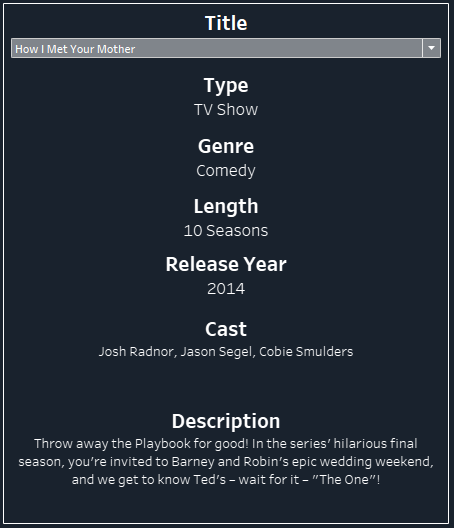 Title
How I Met Your Mother
Type
TV Show
Genre
Comedy
Length
10 Seasons
Release Year
2014
Cast
Josh Radnor, Jason Segel, Cobie Smulders
Description
Throw away the Playbook for good! In the series' hilarious final
season, you're invited to Barney and Robin's epic wedding weekend,
and we get to know Ted's – wait for it – "The One"!